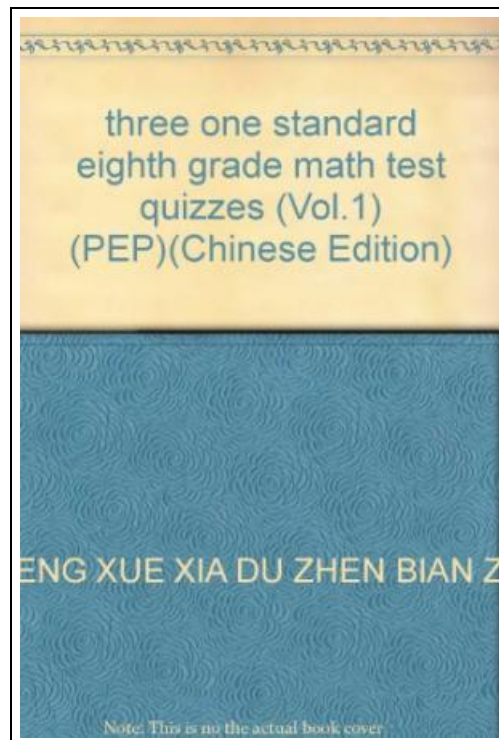 three one standard
eighth grade math test
quizzes (Vol.1)
(PEP)(Chinese Edition)
ENG XUE XIA DU ZHEN BIAN Z
Note: This is no the actual book cover